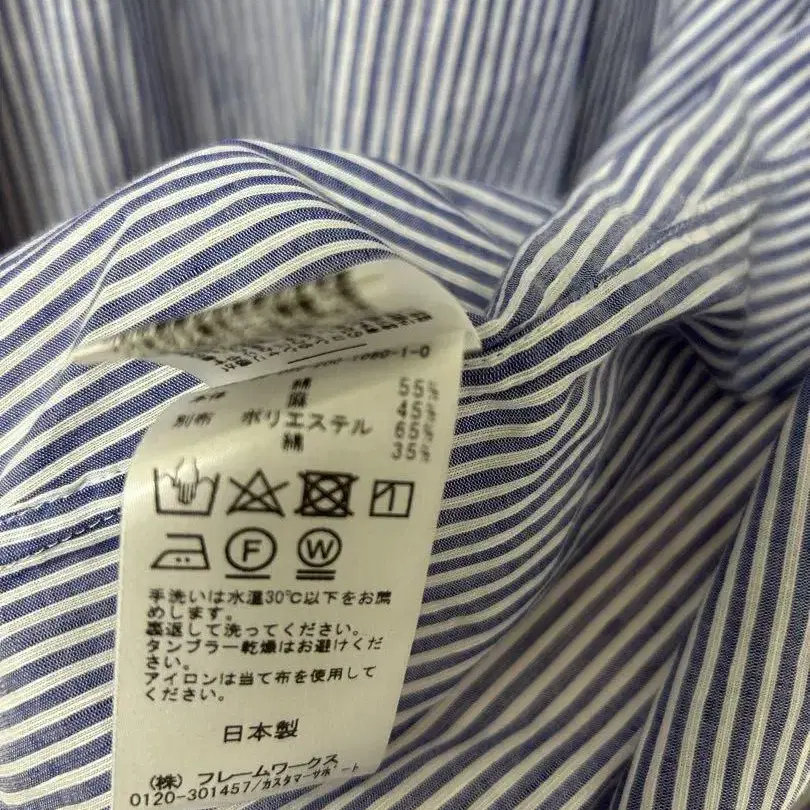 綿 55%
麻 45%
別布 ポリエステル 65%
綿 35%
F W
手洗いは水温30℃以下をお薦
めします。
裏返して洗ってください。
タンブラー乾燥はお避けくださ
い。
アイロンは当て布を使用して
ください。
日本製
(株) フレームワークス
0120-301457/カスタマーサポート